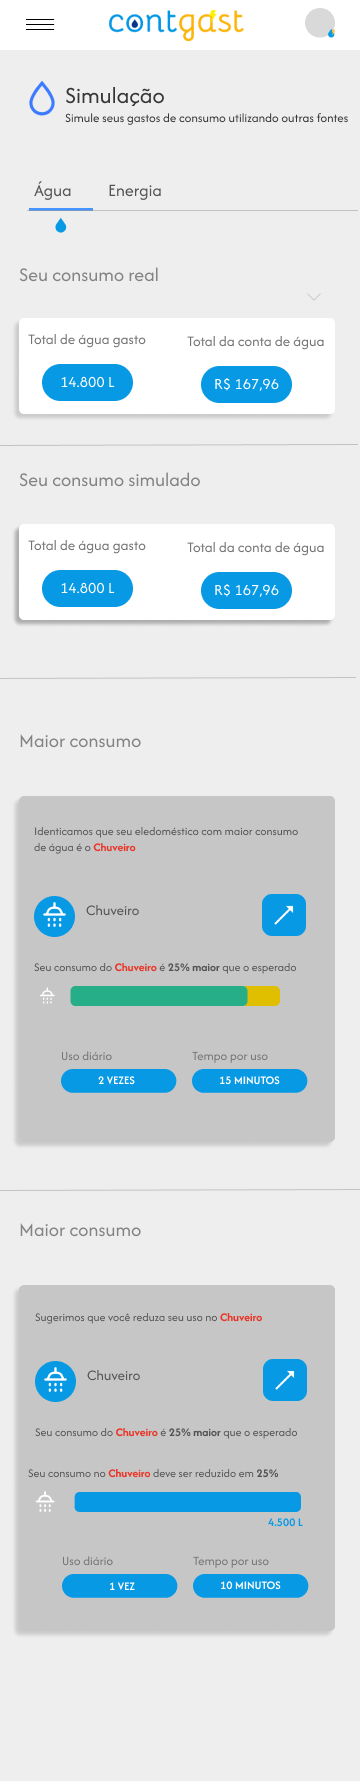 contgast
Simulação
Simule seus gastos de consumo utilizando outras fontes
Água Energia
Seu consumo real
Total de água gasto Total da conta de água
14.800 L R$ 167,96
Seu consumo simulado
Total de água gasto Total da conta de água
14.800 L R$ 167,96
Maior consumo
Identicamos que seu eledoméstico com maior consumo
de água é o Chuveiro
Chuveiro
Seu consumo do Chuveiro é 25% maior que o esperado
Uso diário Tempo por uso
2 VEZES 15 MINUTOS
Maior consumo
Sugerimos que você reduza seu uso no Chuveiro
Chuveiro
Seu consumo do Chuveiro é 25% maior que o esperado
Seu consumo no Chuveiro deve ser reduzido em 25%
4.500 L
Uso diário Tempo por uso
1 VEZ 10 MINUTOS